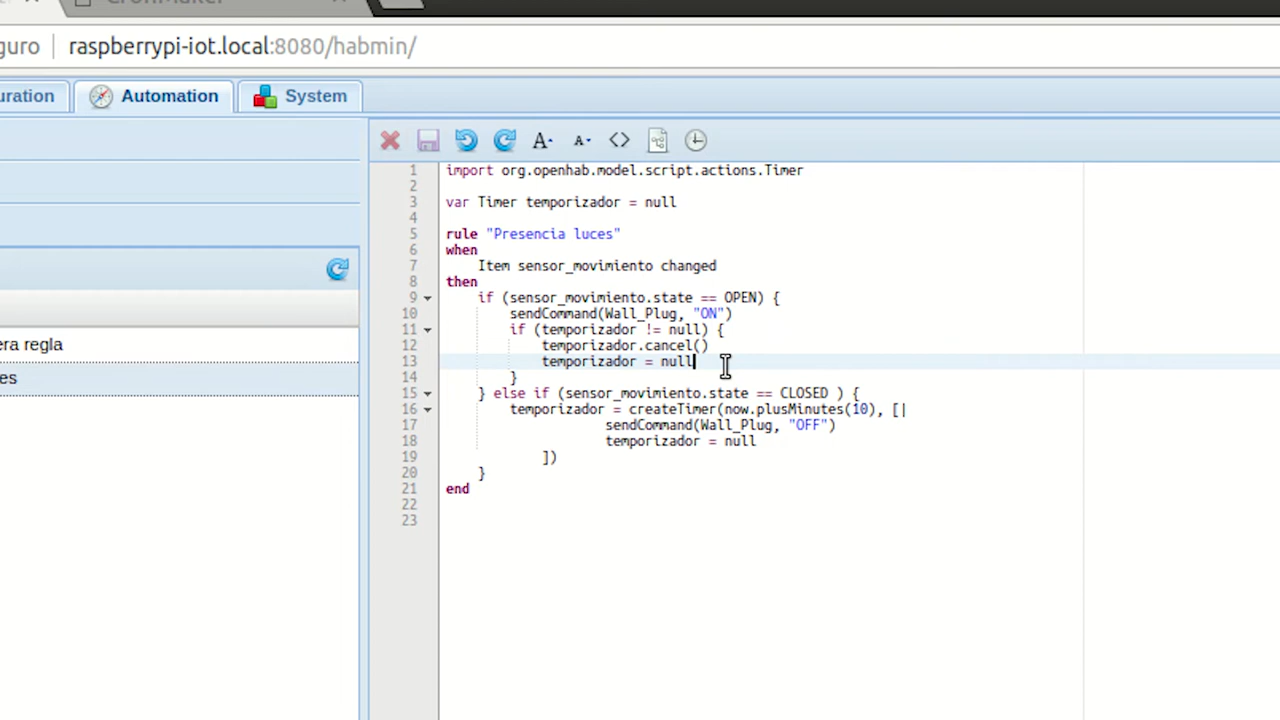 CronMaker
guro | raspberrypi-iot.local:8080/habmin/
uration Automation System
A- A-
era regla
es
1 import org.openhab.model.script.actions.Timer
2
3 var Timer temporizador = null
4
5 rule "Presencia luces"
6 when
7 Item sensor_movimiento changed
8 then
9 if (sensor_movimiento.state == OPEN) {
10 sendCommand(Wall_Plug, "ON")
11 if (temporizador != null) {
12 temporizador.cancel()
13 temporizador = null
14 }
15 } else if (sensor_movimiento.state == CLOSED ) {
16 temporizador = createTimer(now.plusMinutes(10), [|
17 sendCommand(Wall_Plug, "OFF")
18 temporizador = null
19 ])
20 }
21 end
22
23